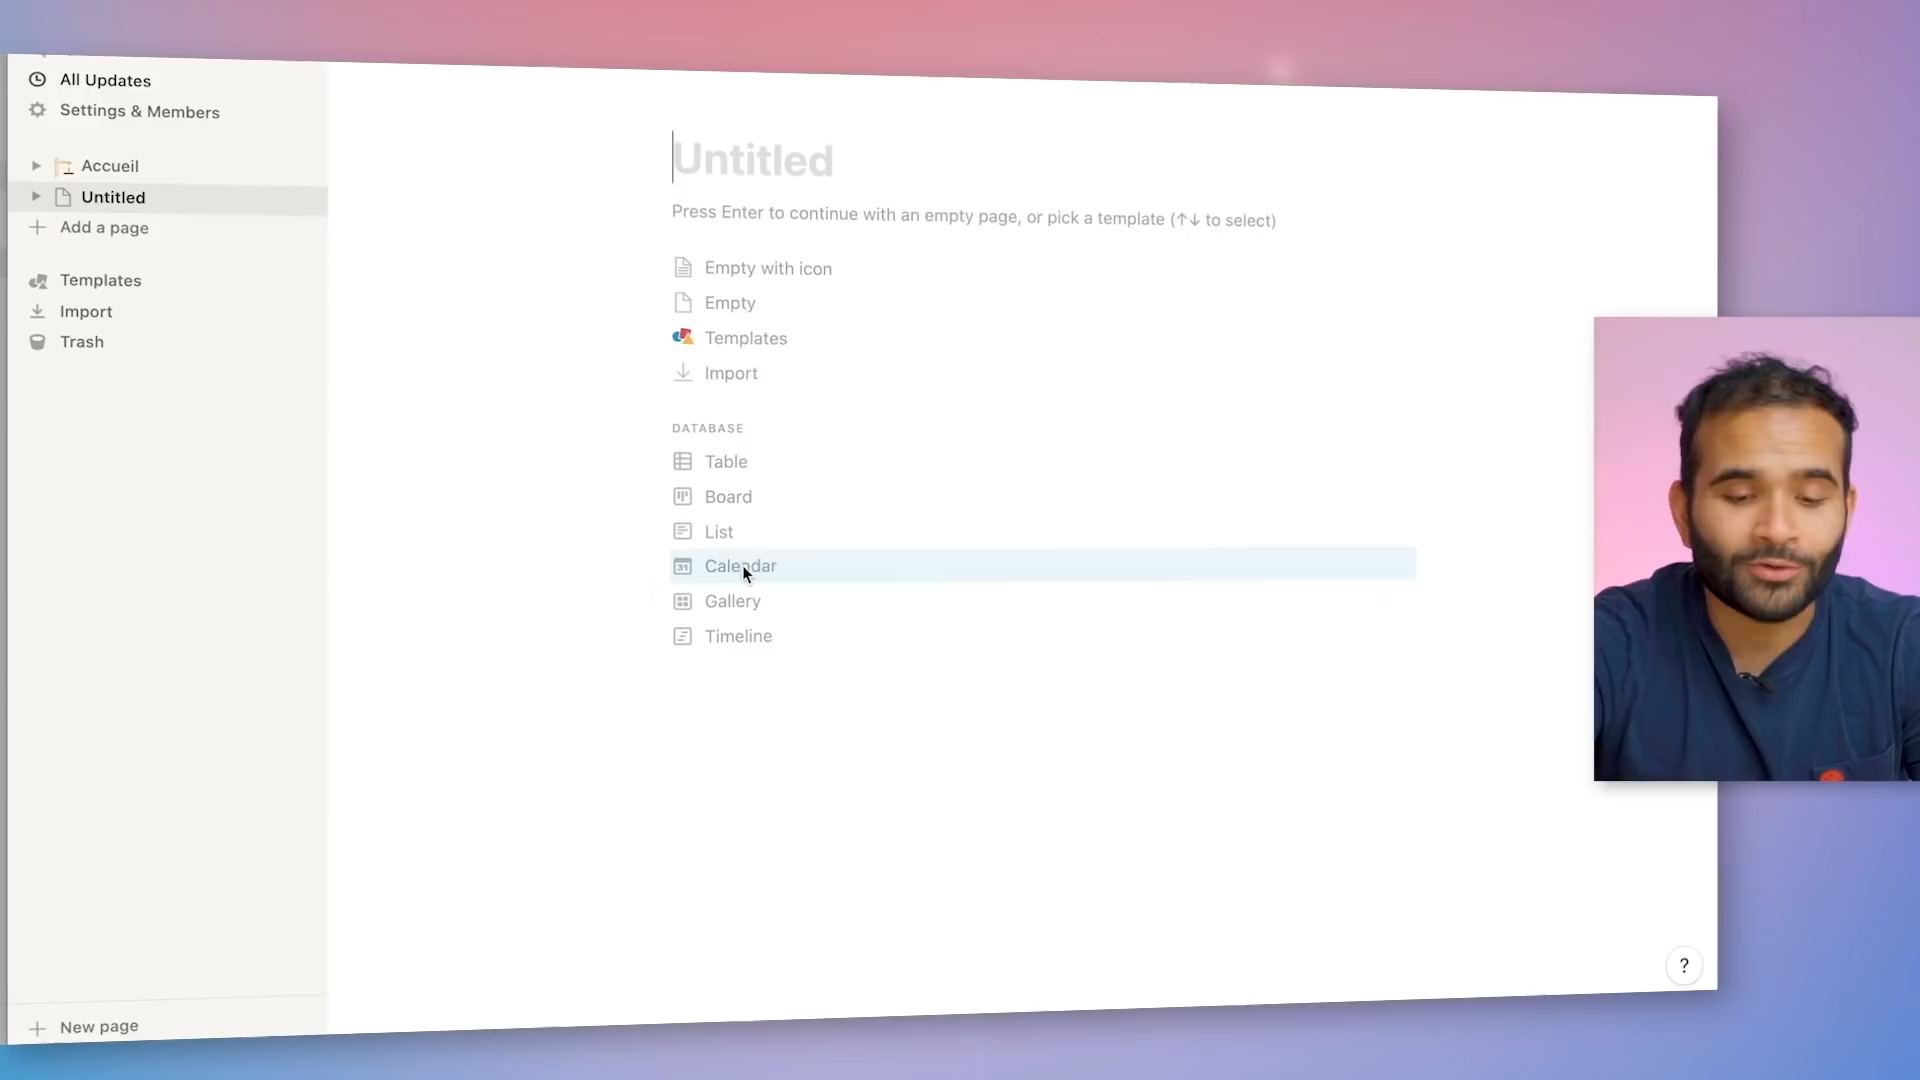 All Updates
Settings & Members
Accueil
Untitled
Add a page
Templates
Import
Trash
New page
Untitled
Press Enter to continue with an empty page, or pick a template (↑↓ to select)
Empty with icon
Empty
Templates
Import
DATABASE
Table
Board
List
31 Calendar
Gallery
Timeline
?